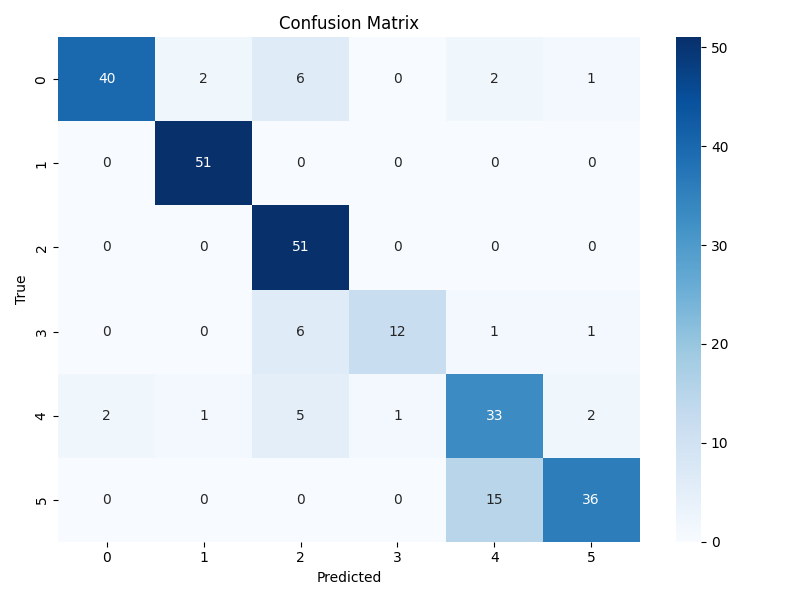 Confusion Matrix
True
0 40 2 6 0 2 1
1 0 51 0 0 0 0
2 0 0 51 0 0 0
3 0 0 6 12 1 1
4 2 1 5 1 33 2
5 0 0 0 0 15 36
0 1 2 3 4 5
Predicted
50
40
30
20
10
0